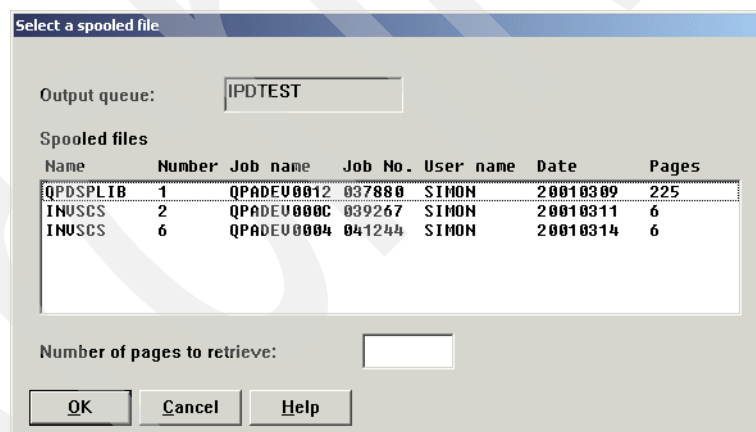 Select a spooled file
Output queue: IPDTEST
Spooled files
Name Number Job name Job No. User name Date Pages
QPDSPLIB 1 QPADEV0012 037880 SIMON 20010309 225
INVSCS 2 QPADEV000C 039267 SIMON 20010311 6
INVSCS 6 QPADEV0004 041244 SIMON 20010314 6
Number of pages to retrieve:
OK Cancel Help